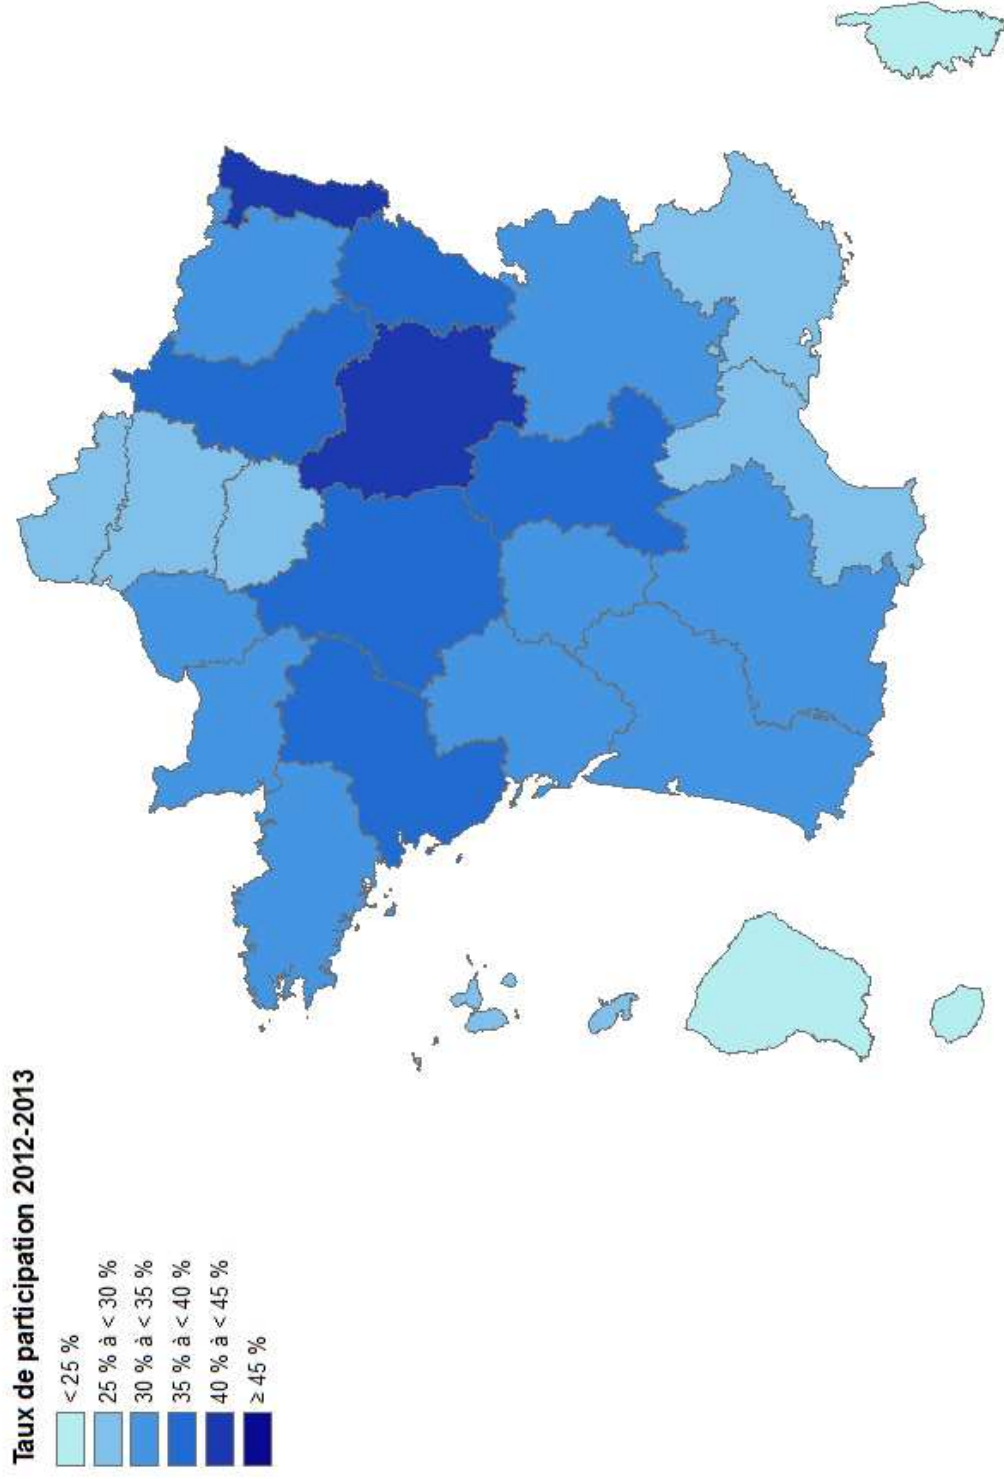 Taux de participation 2012-2013
< 25 %
25 % à < 30 %
30 % à < 35 %
35 % à < 40 %
40 % à < 45 %
≥ 45 %